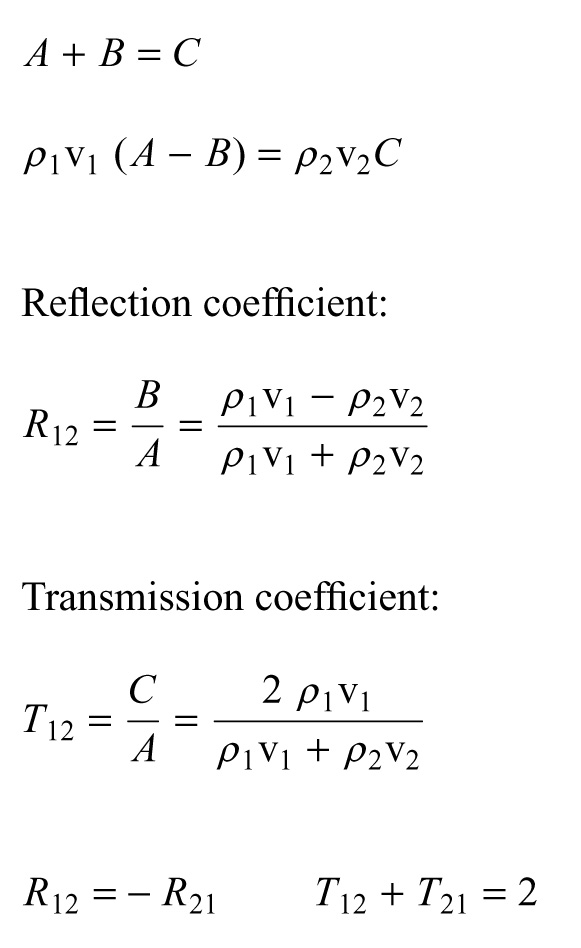 A + B = C
ρ₁v₁ (A − B) = ρ₂v₂C
Reflection coefficient:
R₁₂ = B/A = (ρ₁v₁ − ρ₂v₂)/(ρ₁v₁ + ρ₂v₂)
Transmission coefficient:
T₁₂ = C/A = 2 ρ₁v₁/(ρ₁v₁ + ρ₂v₂)
R₁₂ = − R₂₁ T₁₂ + T₂₁ = 2